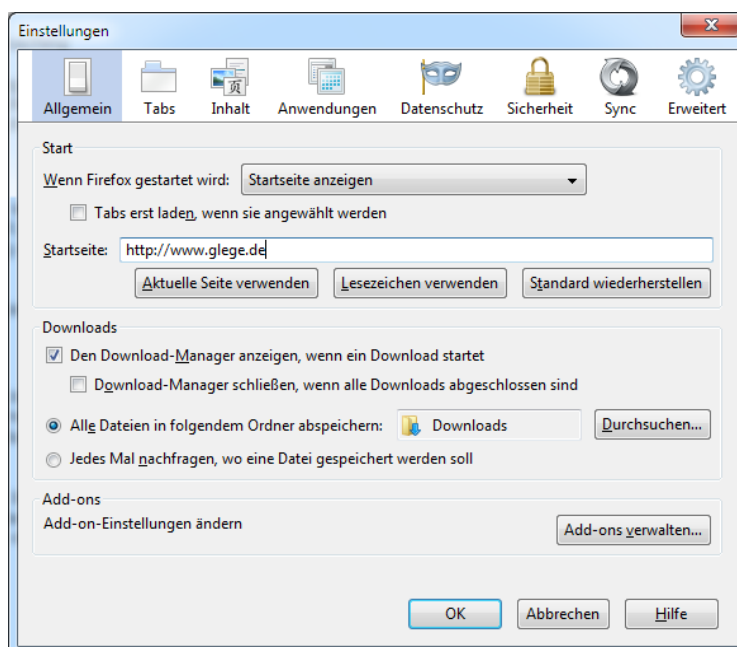 Einstellungen
Allgemein Tabs Inhalt Anwendungen Datenschutz Sicherheit Sync Erweitert
Start
Wenn Firefox gestartet wird: Startseite anzeigen
Tabs erst laden, wenn sie angewählt werden
Startseite: http://www.glege.de
Aktuelle Seite verwenden Lesezeichen verwenden Standard wiederherstellen
Downloads
Den Download-Manager anzeigen, wenn ein Download startet
Download-Manager schließen, wenn alle Downloads abgeschlossen sind
Alle Dateien in folgendem Ordner abspeichern: Downloads Durchsuchen...
Jedes Mal nachfragen, wo eine Datei gespeichert werden soll
Add-ons
Add-on-Einstellungen ändern
Add-ons verwalten...
OK Abbrechen Hilfe